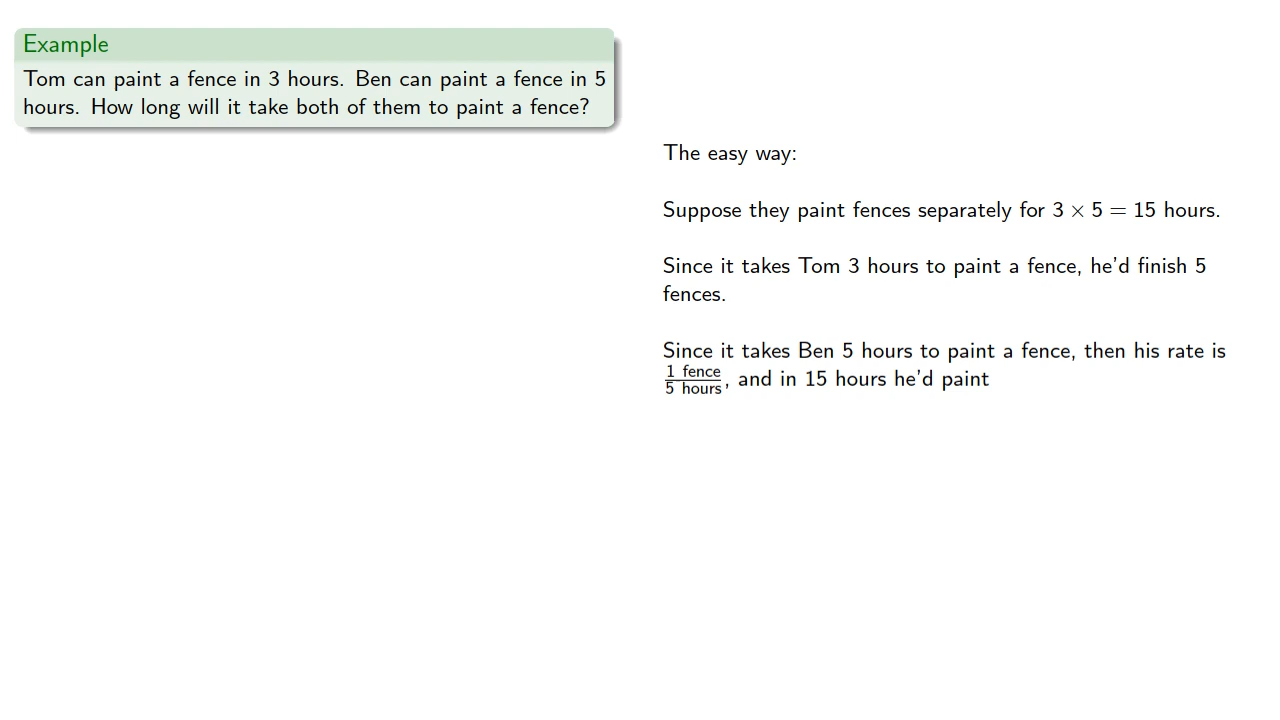 Example
Tom can paint a fence in 3 hours. Ben can paint a fence in 5
hours. How long will it take both of them to paint a fence?
The easy way:
Suppose they paint fences separately for 3 × 5 = 15 hours.
Since it takes Tom 3 hours to paint a fence, he'd finish 5
fences.
Since it takes Ben 5 hours to paint a fence, then his rate is
1 fence / 5 hours, and in 15 hours he'd paint